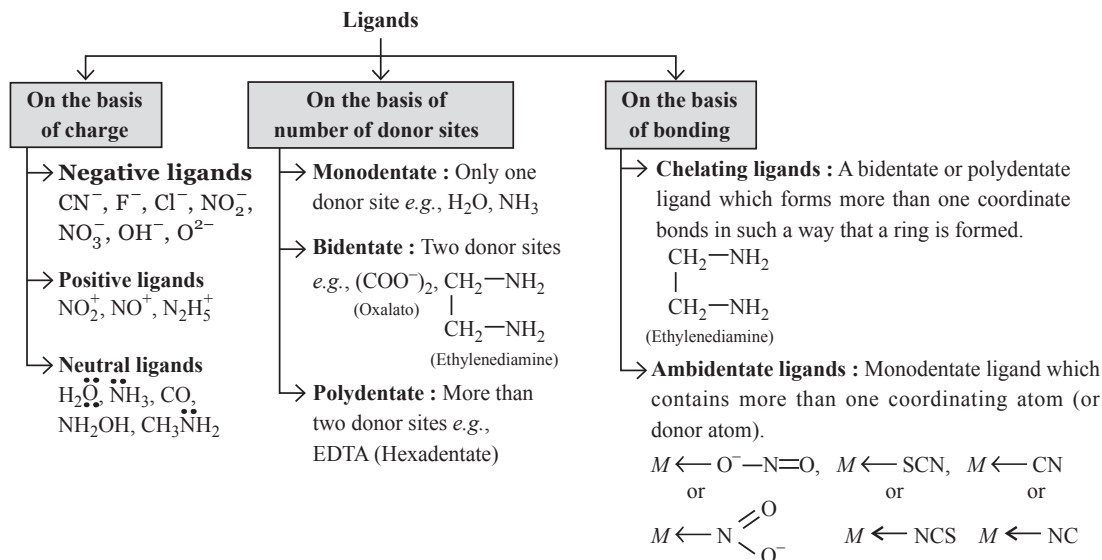 Ligands
On the basis
of charge
Negative ligands
CN⁻, F⁻, Cl⁻, NO₂⁻,
NO₃⁻, OH⁻, O²⁻
Positive ligands
NO₂⁺, NO⁺, N₂H₅⁺
Neutral ligands
H₂Ö, N̈H₃, CO,
NH₂OH, CH₃N̈H₂
On the basis of
number of donor sites
Monodentate : Only one
donor site e.g., H₂O, NH₃
Bidentate : Two donor sites
e.g., (COO⁻)₂, CH₂—NH₂
(Oxalato)
CH₂—NH₂
(Ethylenediamine)
Polydentate : More than
two donor sites e.g.,
EDTA (Hexadentate)
On the basis
of bonding
Chelating ligands : A bidentate or polydentate
ligand which forms more than one coordinate
bonds in such a way that a ring is formed.
CH₂—NH₂
CH₂—NH₂
(Ethylenediamine)
Ambidentate ligands : Monodentate ligand which
contains more than one coordinating atom (or
donor atom).
M ← O⁻—N=O, M ← SCN, M ← CN
or or or
O
M ← N M ← NCS M ← NC
O⁻